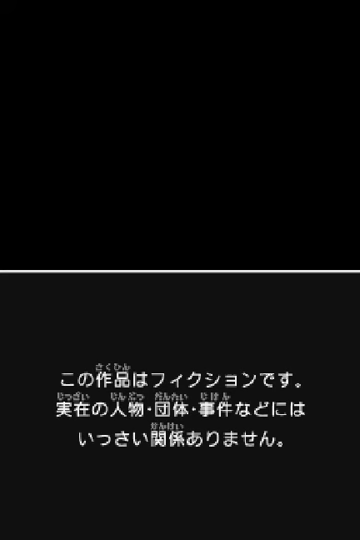 この作品はフィクションです。
実在の人物・団体・事件などには
いっさい関係ありません。